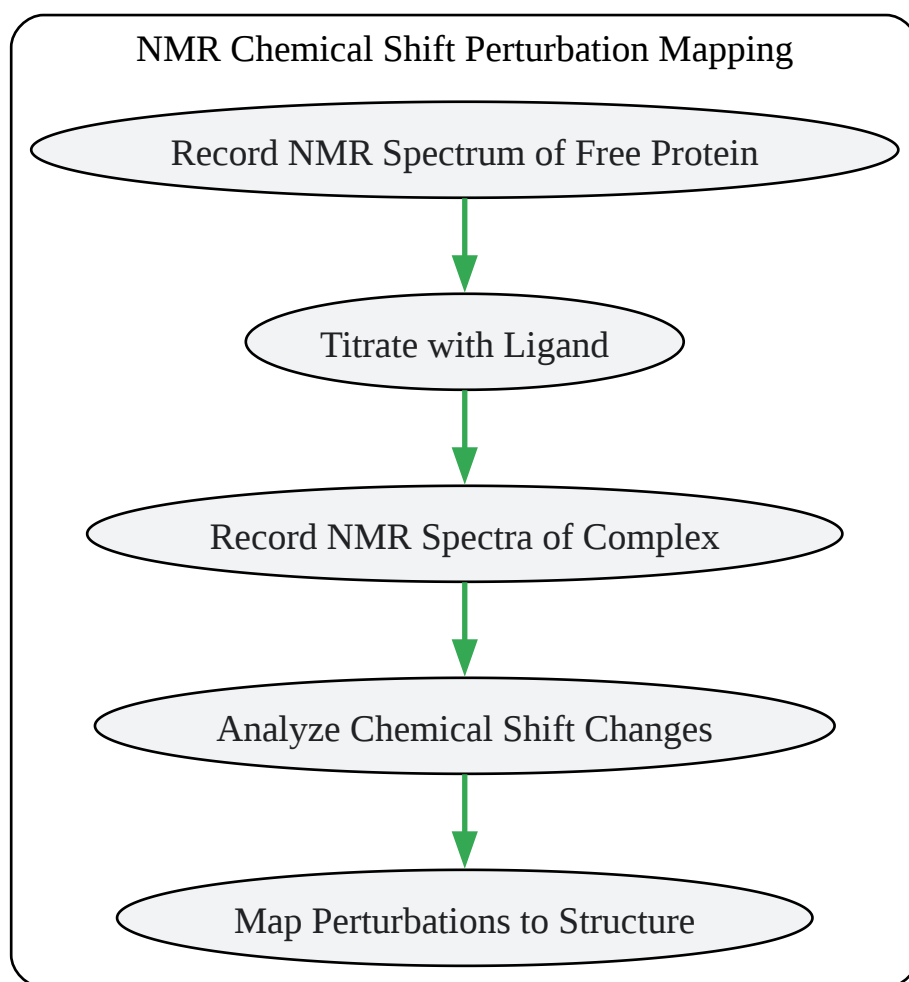 NMR Chemical Shift Perturbation Mapping
Record NMR Spectrum of Free Protein
Titrate with Ligand
Record NMR Spectra of Complex
Analyze Chemical Shift Changes
Map Perturbations to Structure